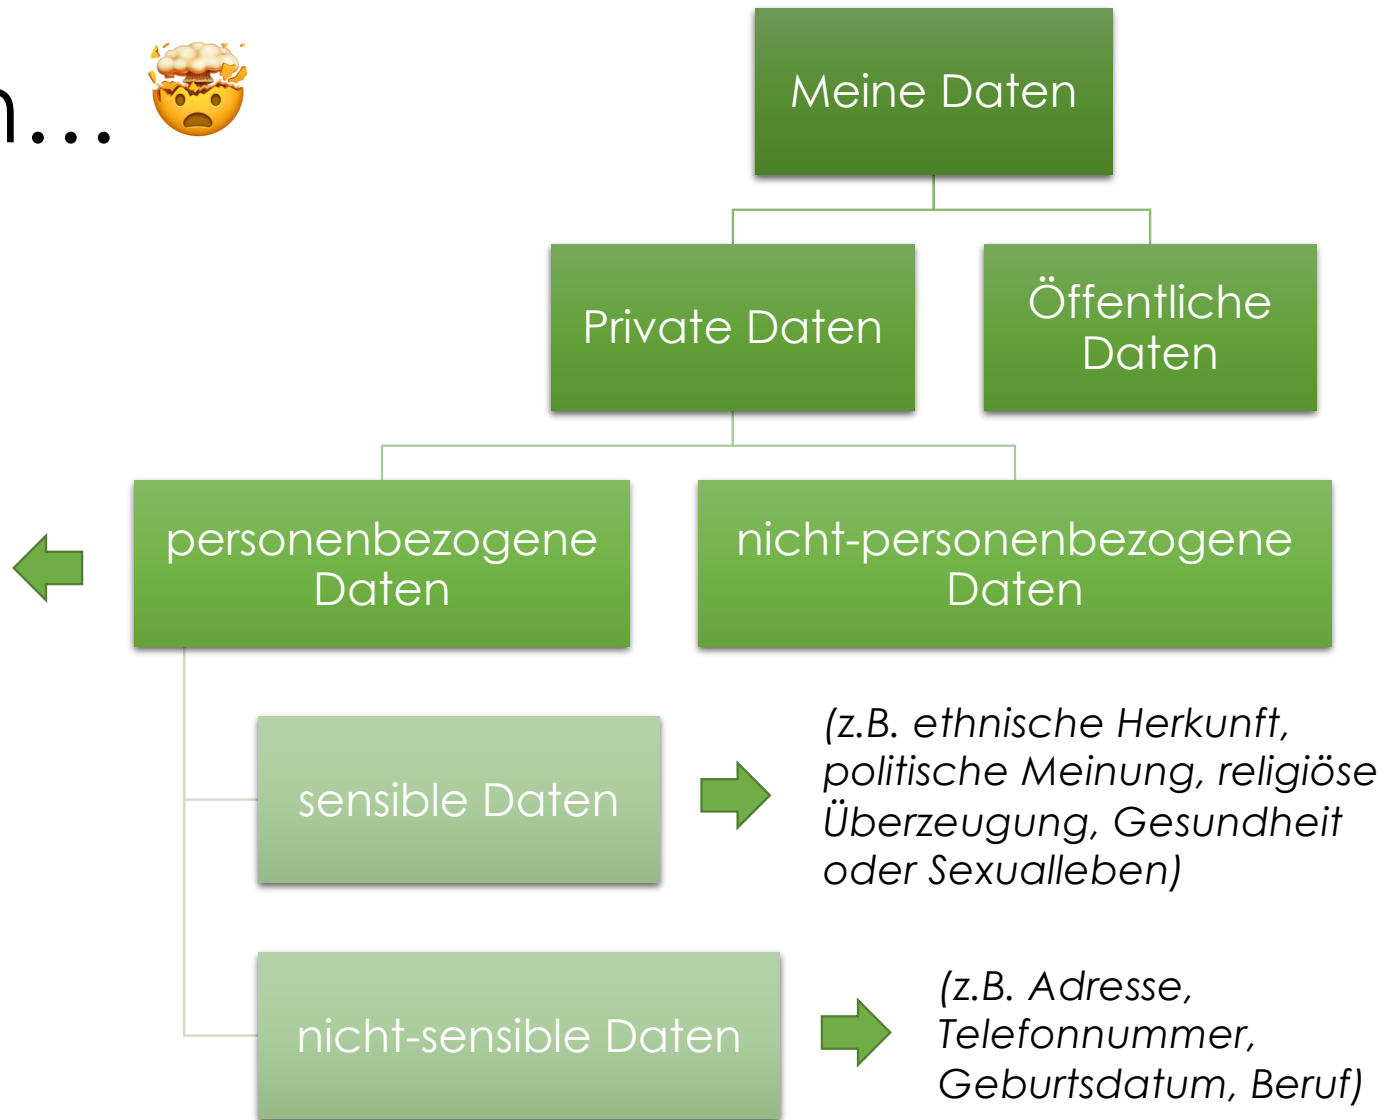 n...
Meine Daten
Private Daten
Öffentliche
Daten
personenbezogene
Daten
nicht-personenbezogene
Daten
sensible Daten
(z.B. ethnische Herkunft,
politische Meinung, religiöse
Überzeugung, Gesundheit
oder Sexualleben)
nicht-sensible Daten
(z.B. Adresse,
Telefonnummer,
Geburtsdatum, Beruf)